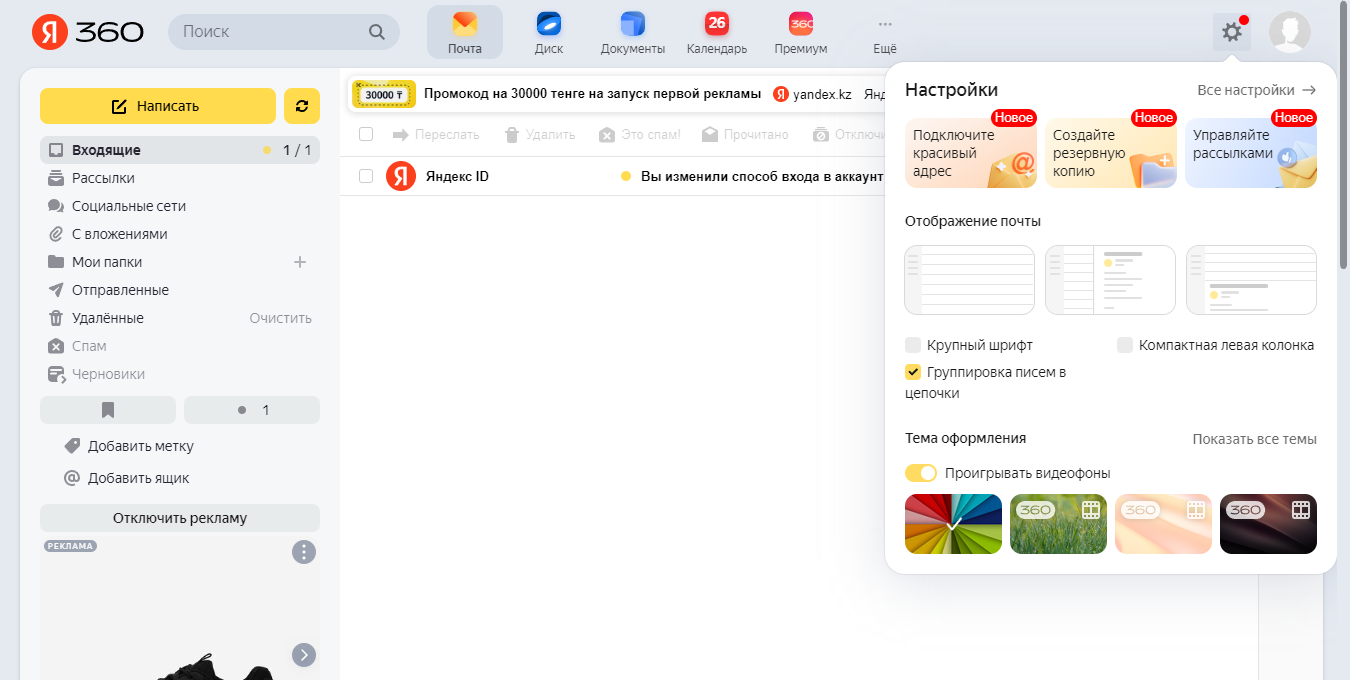 Я 360
Поиск
Почта
Диск
Документы
26
Календарь
360
Премиум
Ещё
Написать
Входящие 1 / 1
Рассылки
Социальные сети
С вложениями
Мои папки
Отправленные
Удалённые Очистить
Спам
Черновики
1
Добавить метку
Добавить ящик
Отключить рекламу
РЕКЛАМА
30000 ₸ Промокод на 30000 тенге на запуск первой рекламы Я yandex.kz Янд
Переслать Удалить Это спам! Прочитано Отключи
Я Яндекс ID Вы изменили способ входа в аккаунт
Настройки Все настройки
Новое Новое Новое
Подключите красивый адрес
Создайте резервную копию
Управляйте рассылками
Отображение почты
Крупный шрифт Компактная левая колонка
Группировка писем в
цепочки
Тема оформления Показать все темы
Проигрывать видеофоны
360 360 360